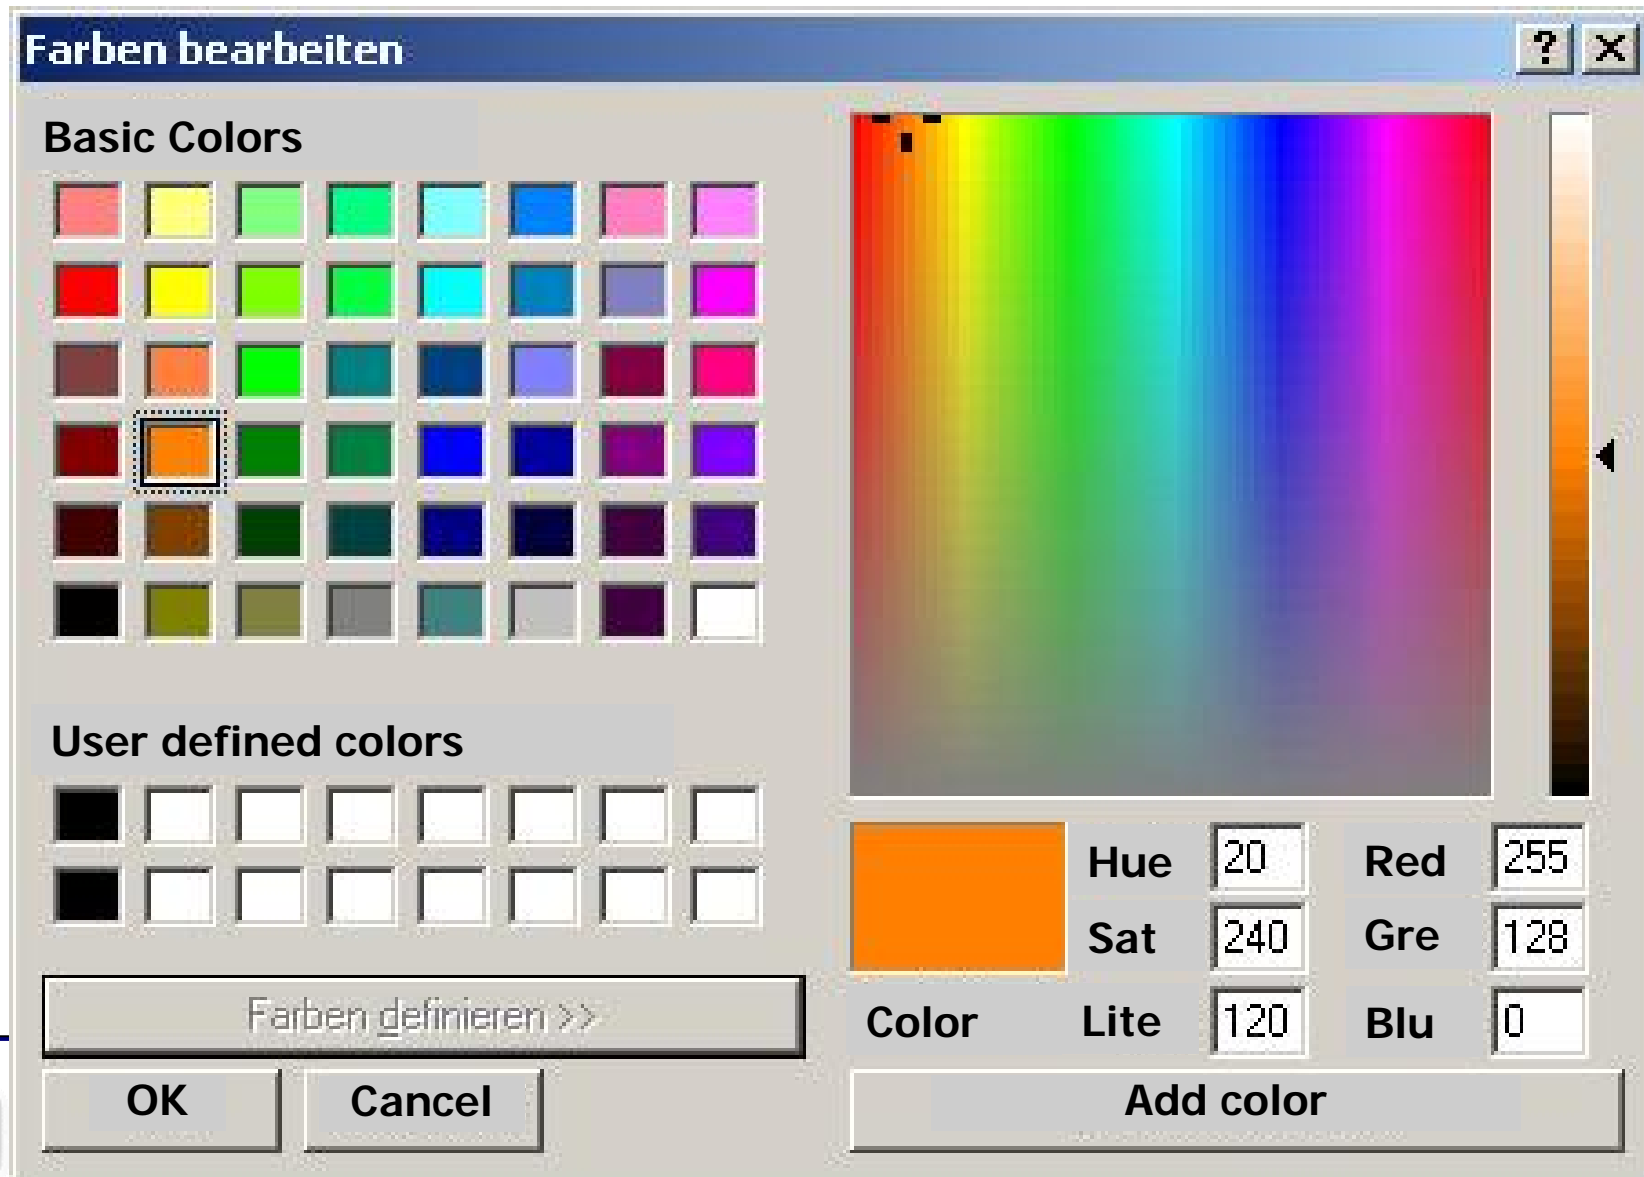 Farben bearbeiten
?
Basic Colors
User defined colors
Hue 20 Red 255
Sat 240 Gre 128
Color Lite 120 Blu 0
Farben definieren >>
OK Cancel Add color